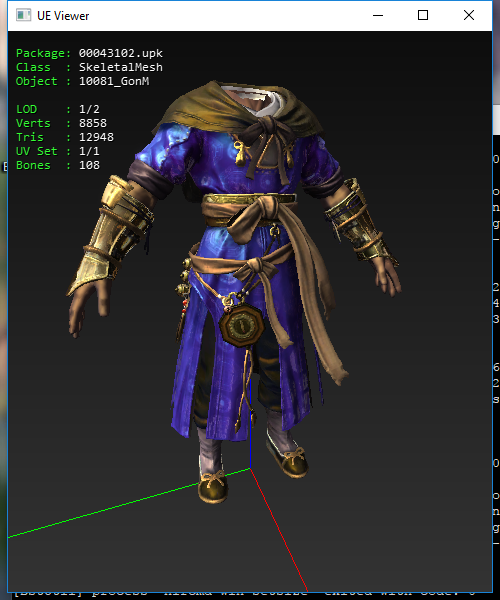 UE Viewer
Package: 00043102.upk
Class : SkeletalMesh
Object : 10081_GonM
LOD : 1/2
Verts : 8858
Tris : 12948
UV Set : 1/1
Bones : 108